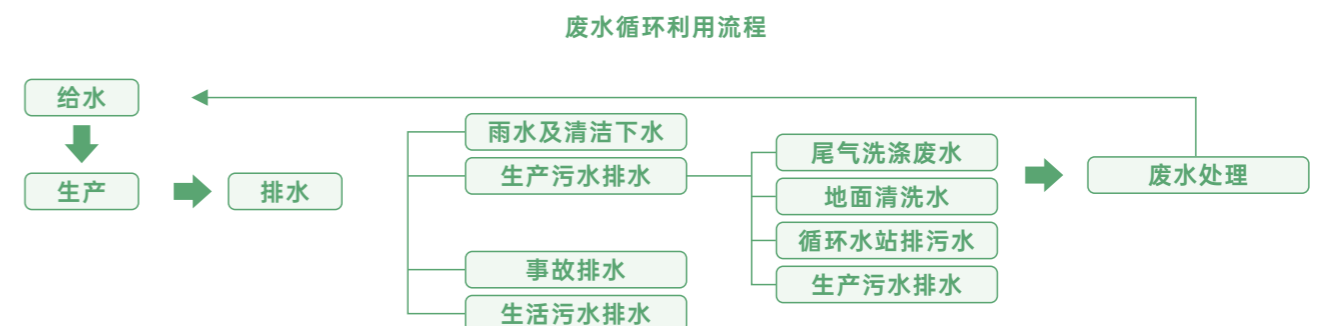 废水循环利用流程
给水
生产
排水
雨水及清洁下水
生产污水排水
事故排水
生活污水排水
尾气洗涤废水
地面清洗水
循环水站排污水
生产污水排水
废水处理